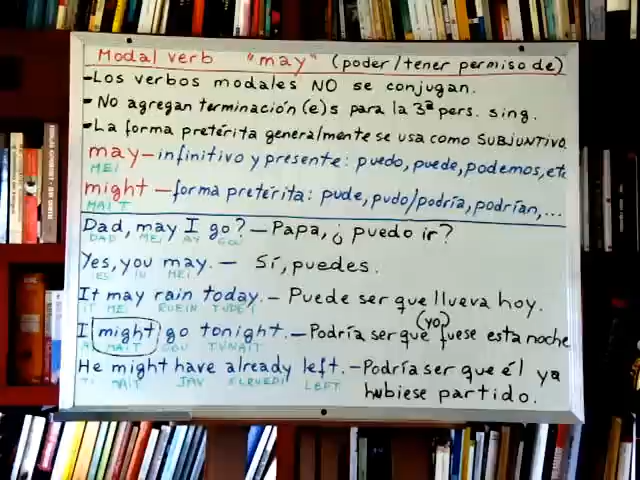 Modal verb "may" (poder/tener permiso de)
-Los verbos modales NO se conjugan.
-No agregan terminación (e)s para la 3ª pers. sing.
-La forma pretérita generalmente se usa como SUBJUNTIVO.
may-infinitivo y presente: puedo, puede, podemos, etc
MEI
might-forma pretérita: pude, pudo/podría, podrían,...
MAIT
Dad, may I go?-Papa, ¿puedo ir?
DAD MEI AY GOU
Yes, you may.- Sí, puedes.
IES IU MEI
It may rain today.-Puede ser que llueva hoy.
IT MEI
(yo)
I might go tonight.-Podría ser que fuese esta noche
MAIT GOU TUNAIT
He might have already left.-Podría ser que él ya
MAIT JAV LEFT
hubiese partido.